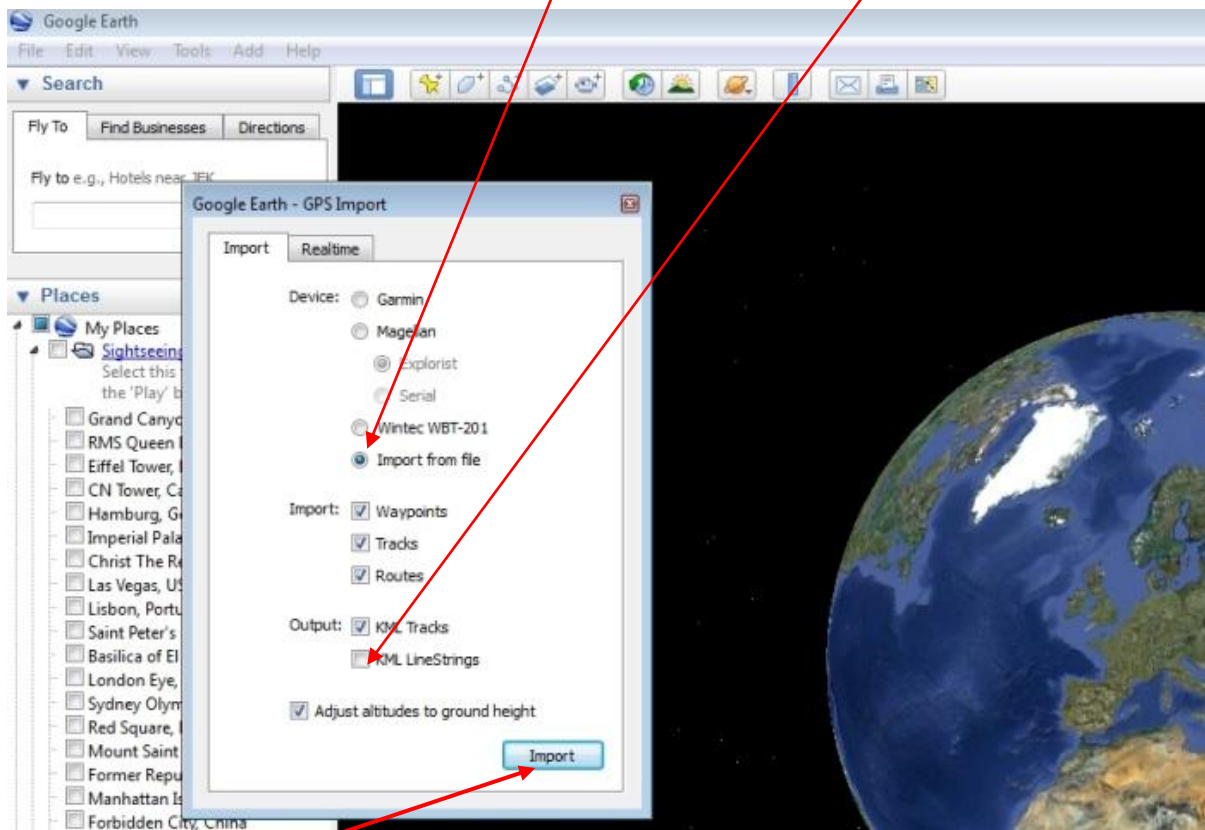 Google Earth
File Edit View Tools Add Help
Search
Fly To Find Businesses Directions
Fly to e.g., Hotels near JFK
Google Earth - GPS Import
Import Realtime
Device: Garmin
Magellan
Explorist
Serial
Wintec WBT-201
Import from file
Import: Waypoints
Tracks
Routes
Output: KML Tracks
KML LineStrings
Adjust altitudes to ground height
Import
Places
My Places
Sightseeing
Select this
the 'Play' b
Grand Canyo
RMS Queen
Eiffel Tower,
CN Tower, Ca
Hamburg, G
Imperial Pala
Christ The Re
Las Vegas, US
Lisbon, Portu
Saint Peter's
Basilica of El
London Eye,
Sydney Olym
Red Square,
Mount Saint
Former Repu
Manhattan Is
Forbidden City, China